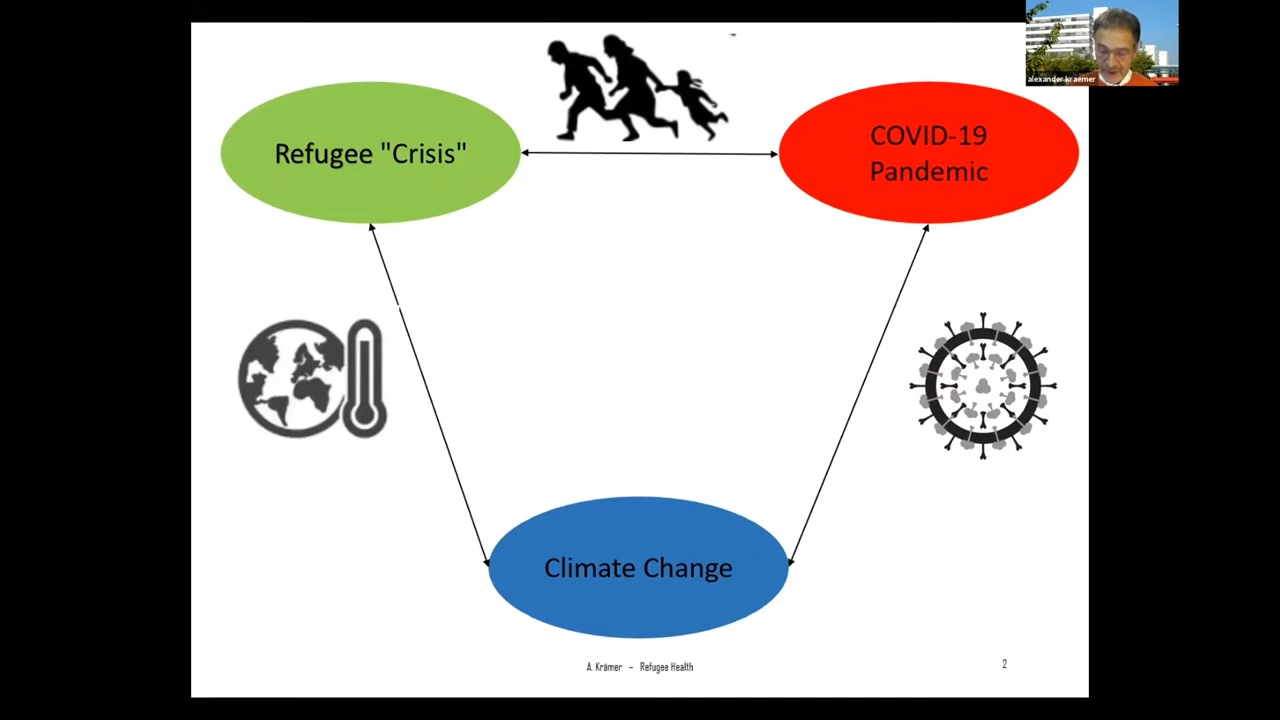 alexander kraemer
Refugee "Crisis"
COVID-19
Pandemic
Climate Change
A. Krämer – Refugee Health
2